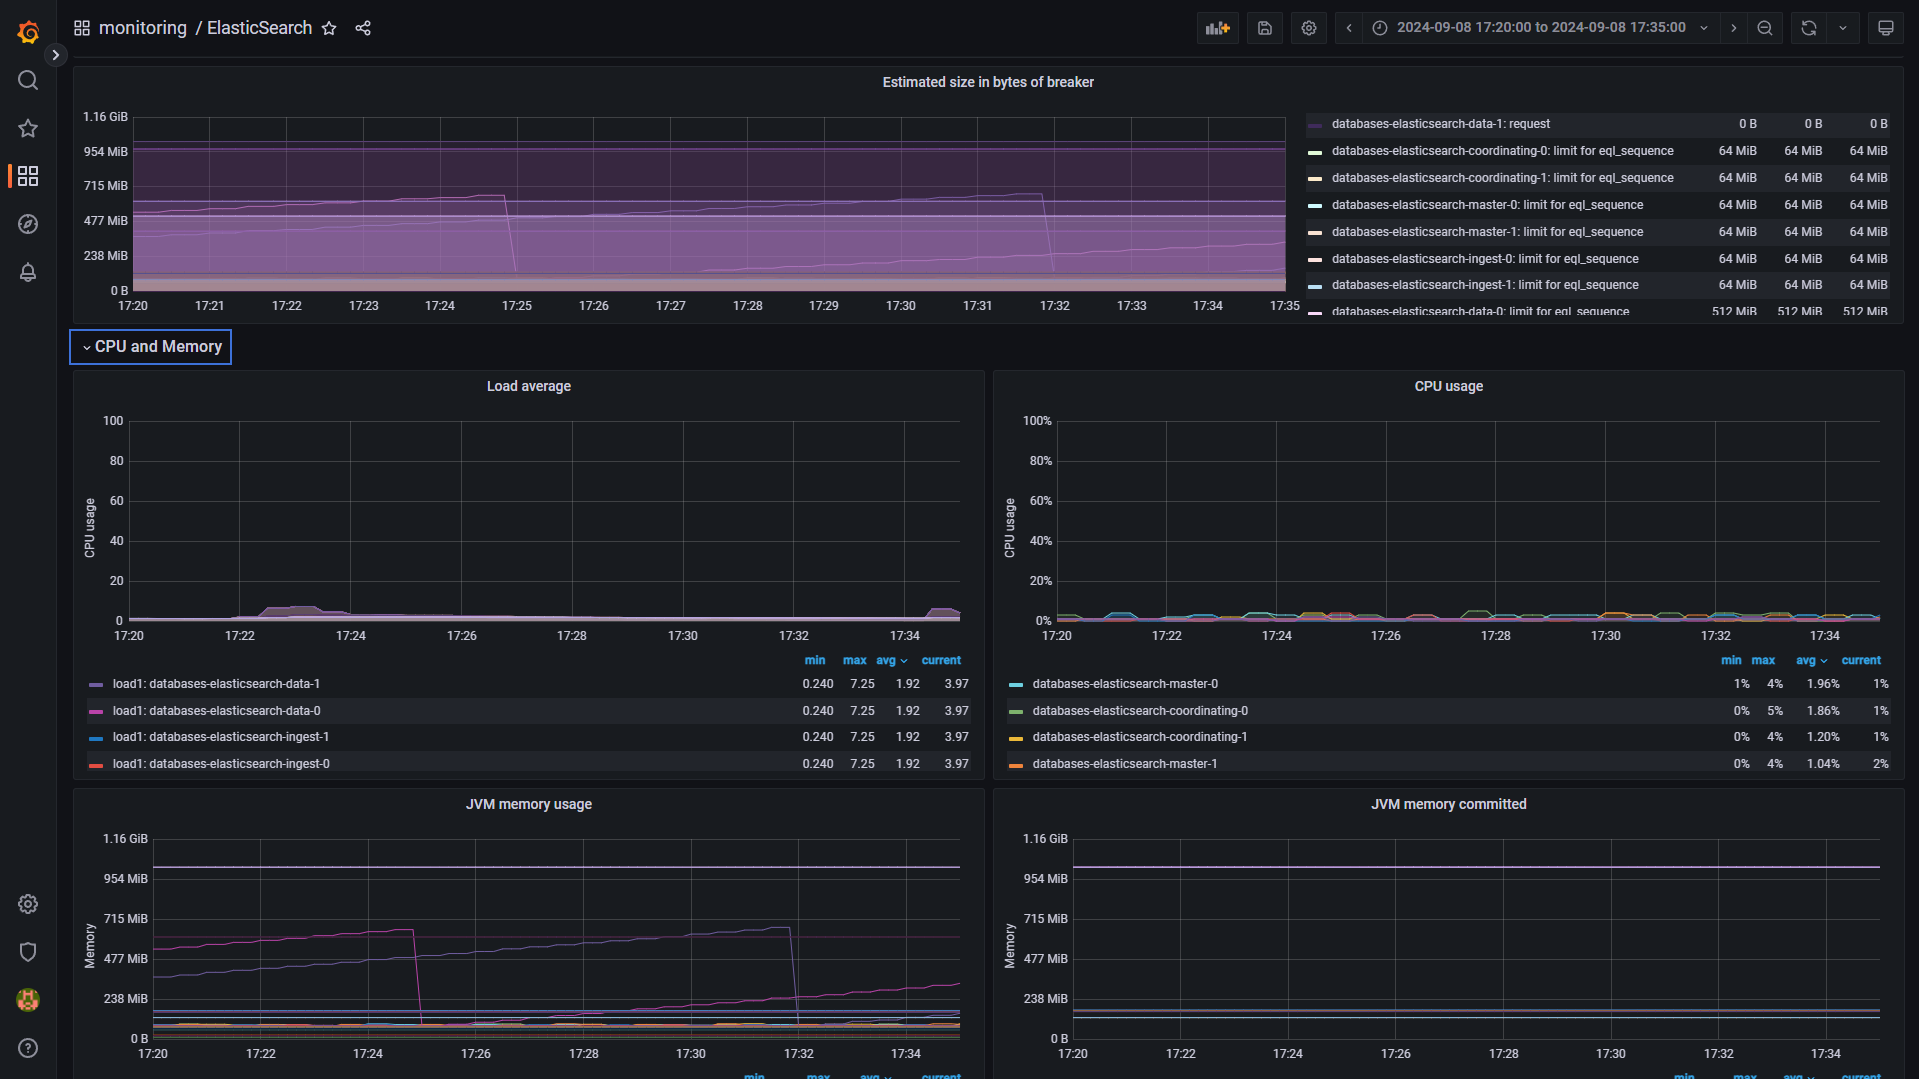 monitoring / ElasticSearch
2024-09-08 17:20:00 to 2024-09-08 17:35:00
Estimated size in bytes of breaker
1.16 GiB
954 MiB
715 MiB
477 MiB
238 MiB
0 B
17:20 17:21 17:22 17:23 17:24 17:25 17:26 17:27 17:28 17:29 17:30 17:31 17:32 17:33 17:34 17:35
databases-elasticsearch-data-1: request 0 B 0 B 0 B
databases-elasticsearch-coordinating-0: limit for eql_sequence 64 MiB 64 MiB 64 MiB
databases-elasticsearch-coordinating-1: limit for eql_sequence 64 MiB 64 MiB 64 MiB
databases-elasticsearch-master-0: limit for eql_sequence 64 MiB 64 MiB 64 MiB
databases-elasticsearch-master-1: limit for eql_sequence 64 MiB 64 MiB 64 MiB
databases-elasticsearch-ingest-0: limit for eql_sequence 64 MiB 64 MiB 64 MiB
databases-elasticsearch-ingest-1: limit for eql_sequence 64 MiB 64 MiB 64 MiB
databases-elasticsearch-data-0: limit for eql_sequence 512 MiB 512 MiB 512 MiB
CPU and Memory
Load average
CPU usage
100
80
60
40
20
0
17:20 17:22 17:24 17:26 17:28 17:30 17:32 17:34
min max avg current
load1: databases-elasticsearch-data-1 0.240 7.25 1.92 3.97
load1: databases-elasticsearch-data-0 0.240 7.25 1.92 3.97
load1: databases-elasticsearch-ingest-1 0.240 7.25 1.92 3.97
load1: databases-elasticsearch-ingest-0 0.240 7.25 1.92 3.97
CPU usage
CPU usage
100%
80%
60%
40%
20%
0%
17:20 17:22 17:24 17:26 17:28 17:30 17:32 17:34
min max avg current
databases-elasticsearch-master-0 1% 4% 1.96% 1%
databases-elasticsearch-coordinating-0 0% 5% 1.86% 1%
databases-elasticsearch-coordinating-1 0% 4% 1.20% 1%
databases-elasticsearch-master-1 0% 4% 1.04% 2%
JVM memory usage
Memory
1.16 GiB
954 MiB
715 MiB
477 MiB
238 MiB
0 B
17:20 17:22 17:24 17:26 17:28 17:30 17:32 17:34
min max avg current
JVM memory committed
Memory
1.16 GiB
954 MiB
715 MiB
477 MiB
238 MiB
0 B
17:20 17:22 17:24 17:26 17:28 17:30 17:32 17:34
min max avg current